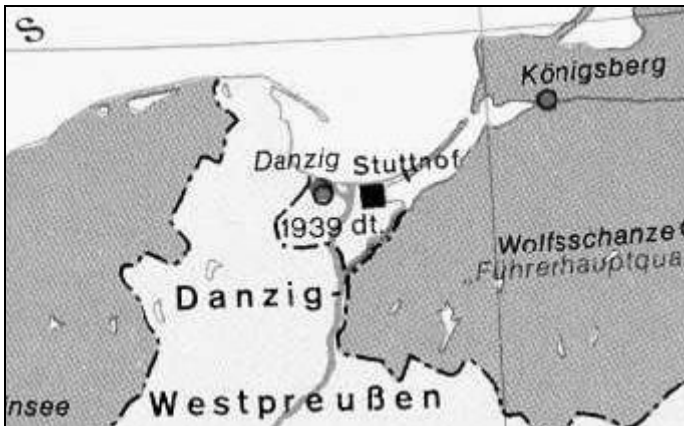 S
Königsberg
Danzig
Stutthof
1939 dt.
Wolfsschanze
„Führerhauptqua
Danzig-
Westpreußen
nsee